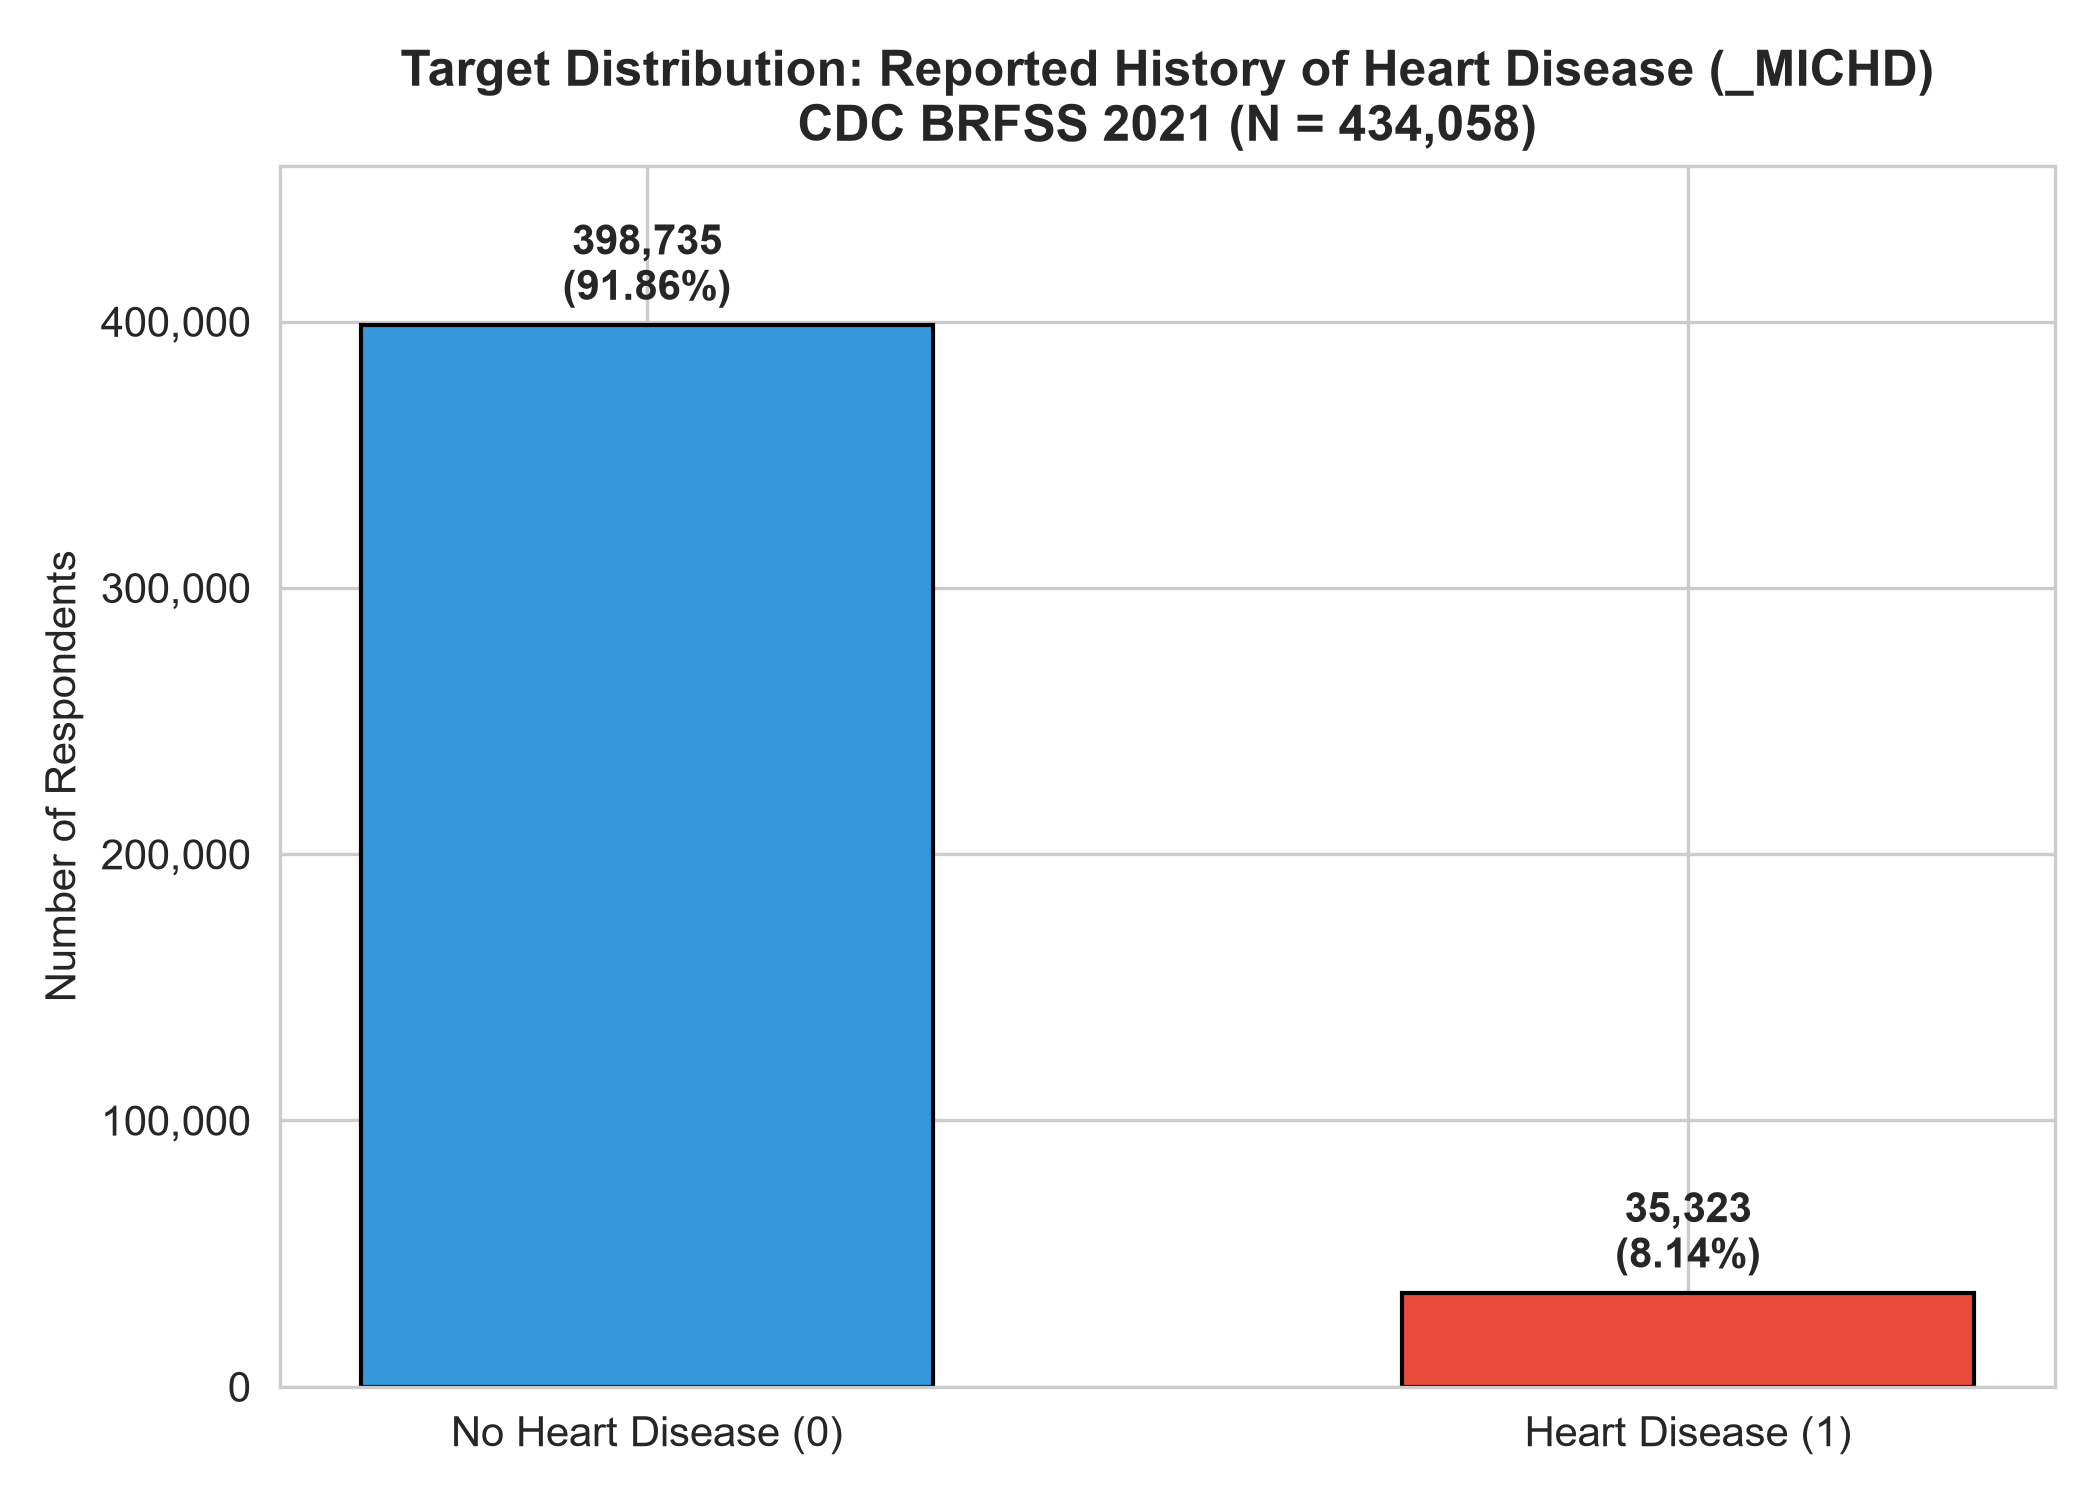 Target Distribution: Reported History of Heart Disease (_MICHD)
CDC BRFSS 2021 (N = 434,058)
398,735
(91.86%)
400,000
300,000
200,000
100,000
0
Number of Respondents
35,323
(8.14%)
No Heart Disease (0)
Heart Disease (1)